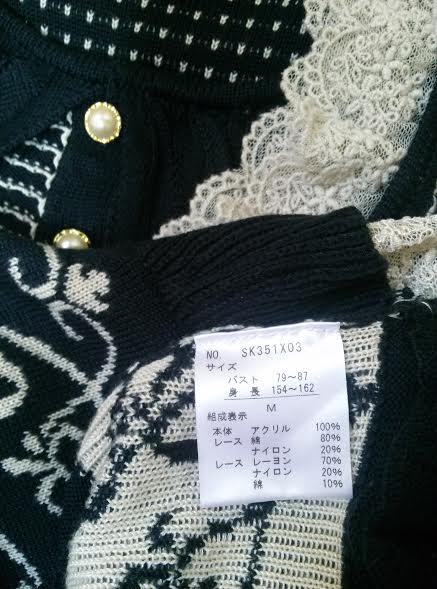 NO. SK351X03
サイズ
バスト 79~87
身長 154~162
M
組成表示
本体 アクリル 100%
レース 綿 80%
ナイロン 20%
レース レーヨン 70%
ナイロン 20%
綿 10%